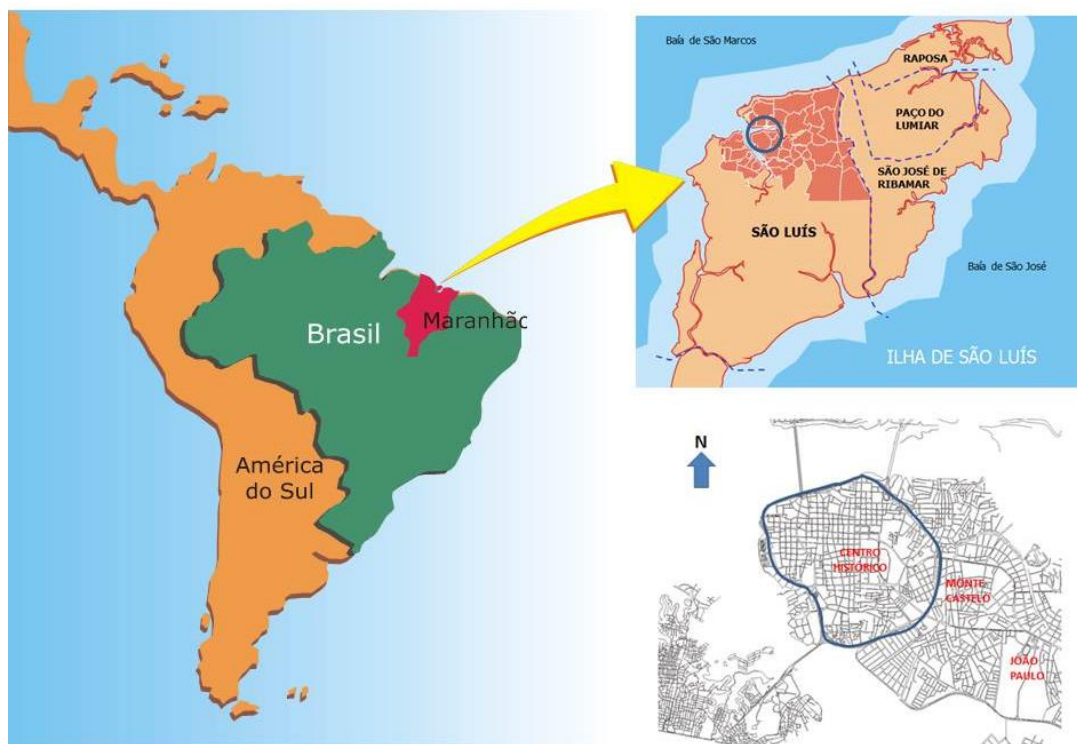 Brasil
Maranhãc
América
do Sul
Baía de São Marcos
RAPOSA
PAÇO DO
LUMIAR
SÃO JOSÉ DE
RIBAMAR
SÃO LUÍS
Baía de São José
ILHA DE SÃO LUÍS
N
CENTRO
HISTÓRICO
MONTE
CASTELO
JOÃO
PAULO